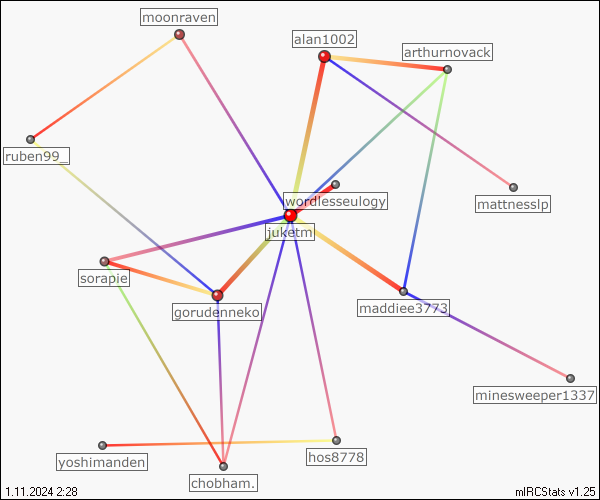 moonraven
alan1002
arthurnovack
ruben99_
wordlesseulogy
mattnesslp
juketm
sorapie
gorudenneko
maddiee3773
minesweeper1337
hos8778
yoshimanden
chobham.
1.11.2024 2:28
mIRCStats v1.25